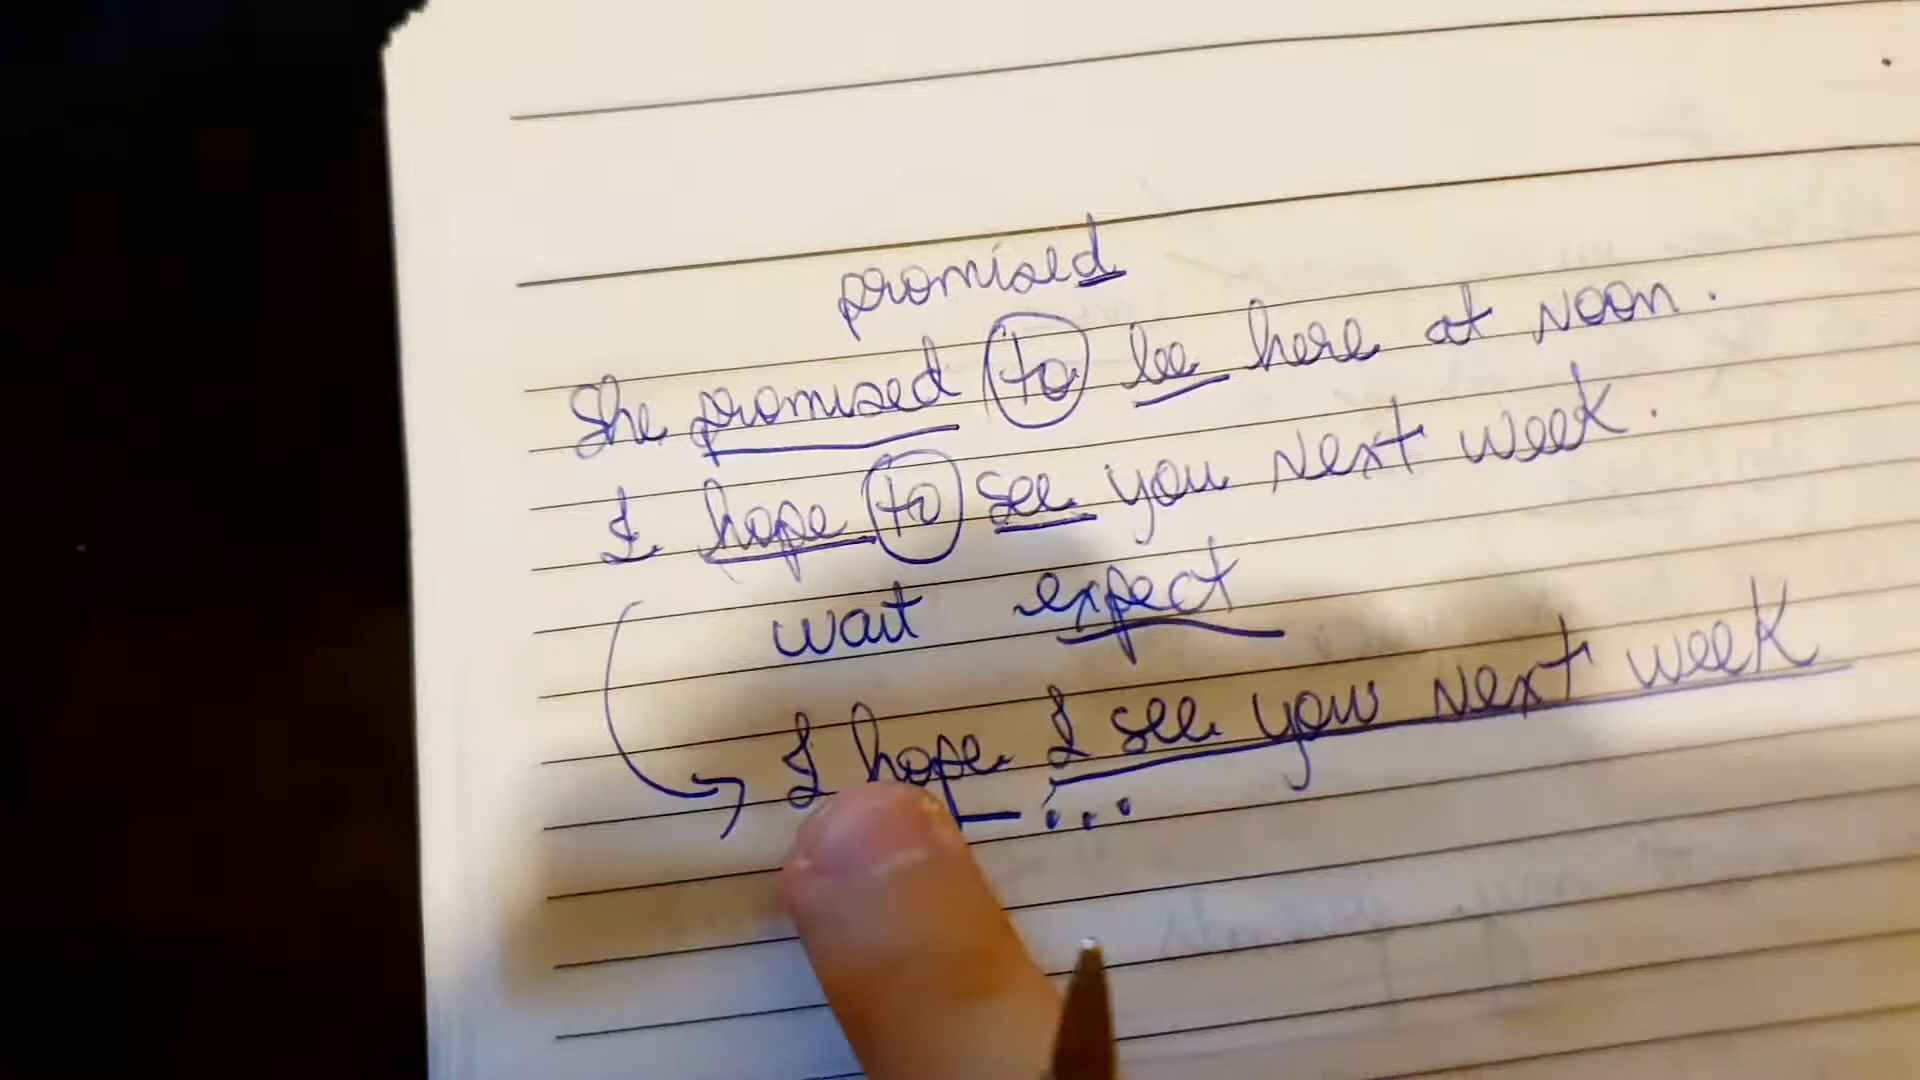 promised
She promised to be here at noon.
I hope to see you next week.
wait expect
I hope I see you next week
...